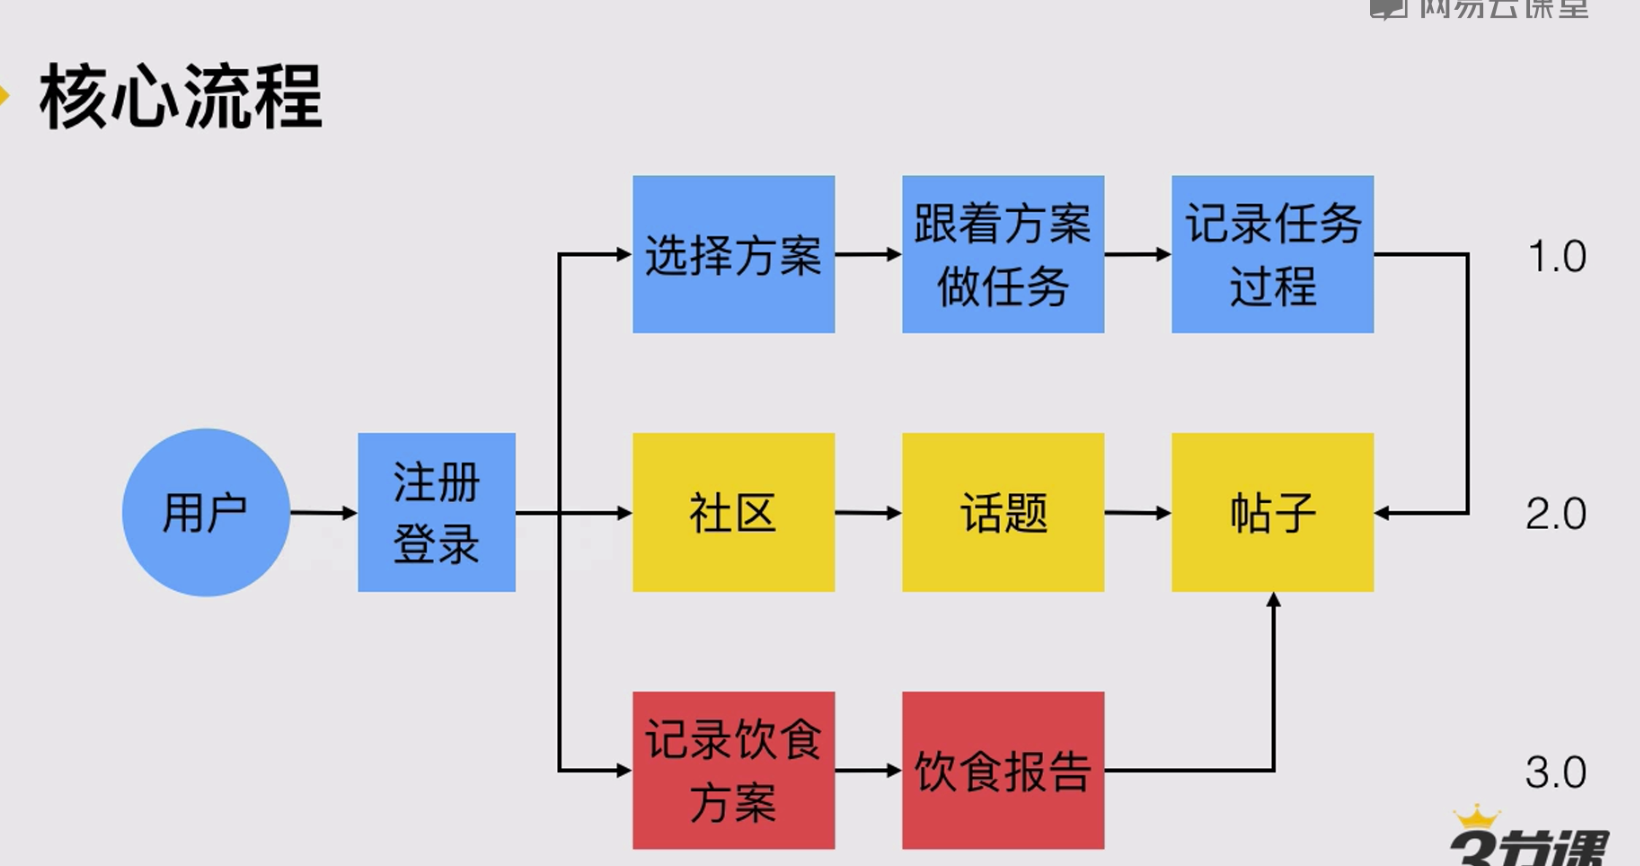 网易云课堂
核心流程
选择方案
跟着方案
做任务
记录任务
过程
1.0
用户
注册
登录
社区
话题
帖子
2.0
记录饮食
方案
饮食报告
3.0
3节课